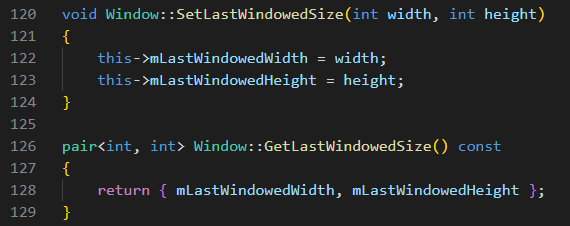 120 void Window::SetLastWindowedSize(int width, int height)
121 {
122     this->mLastWindowedWidth = width;
123     this->mLastWindowedHeight = height;
124 }
125
126 pair<int, int> Window::GetLastWindowedSize() const
127 {
128     return { mLastWindowedWidth, mLastWindowedHeight };
129 }